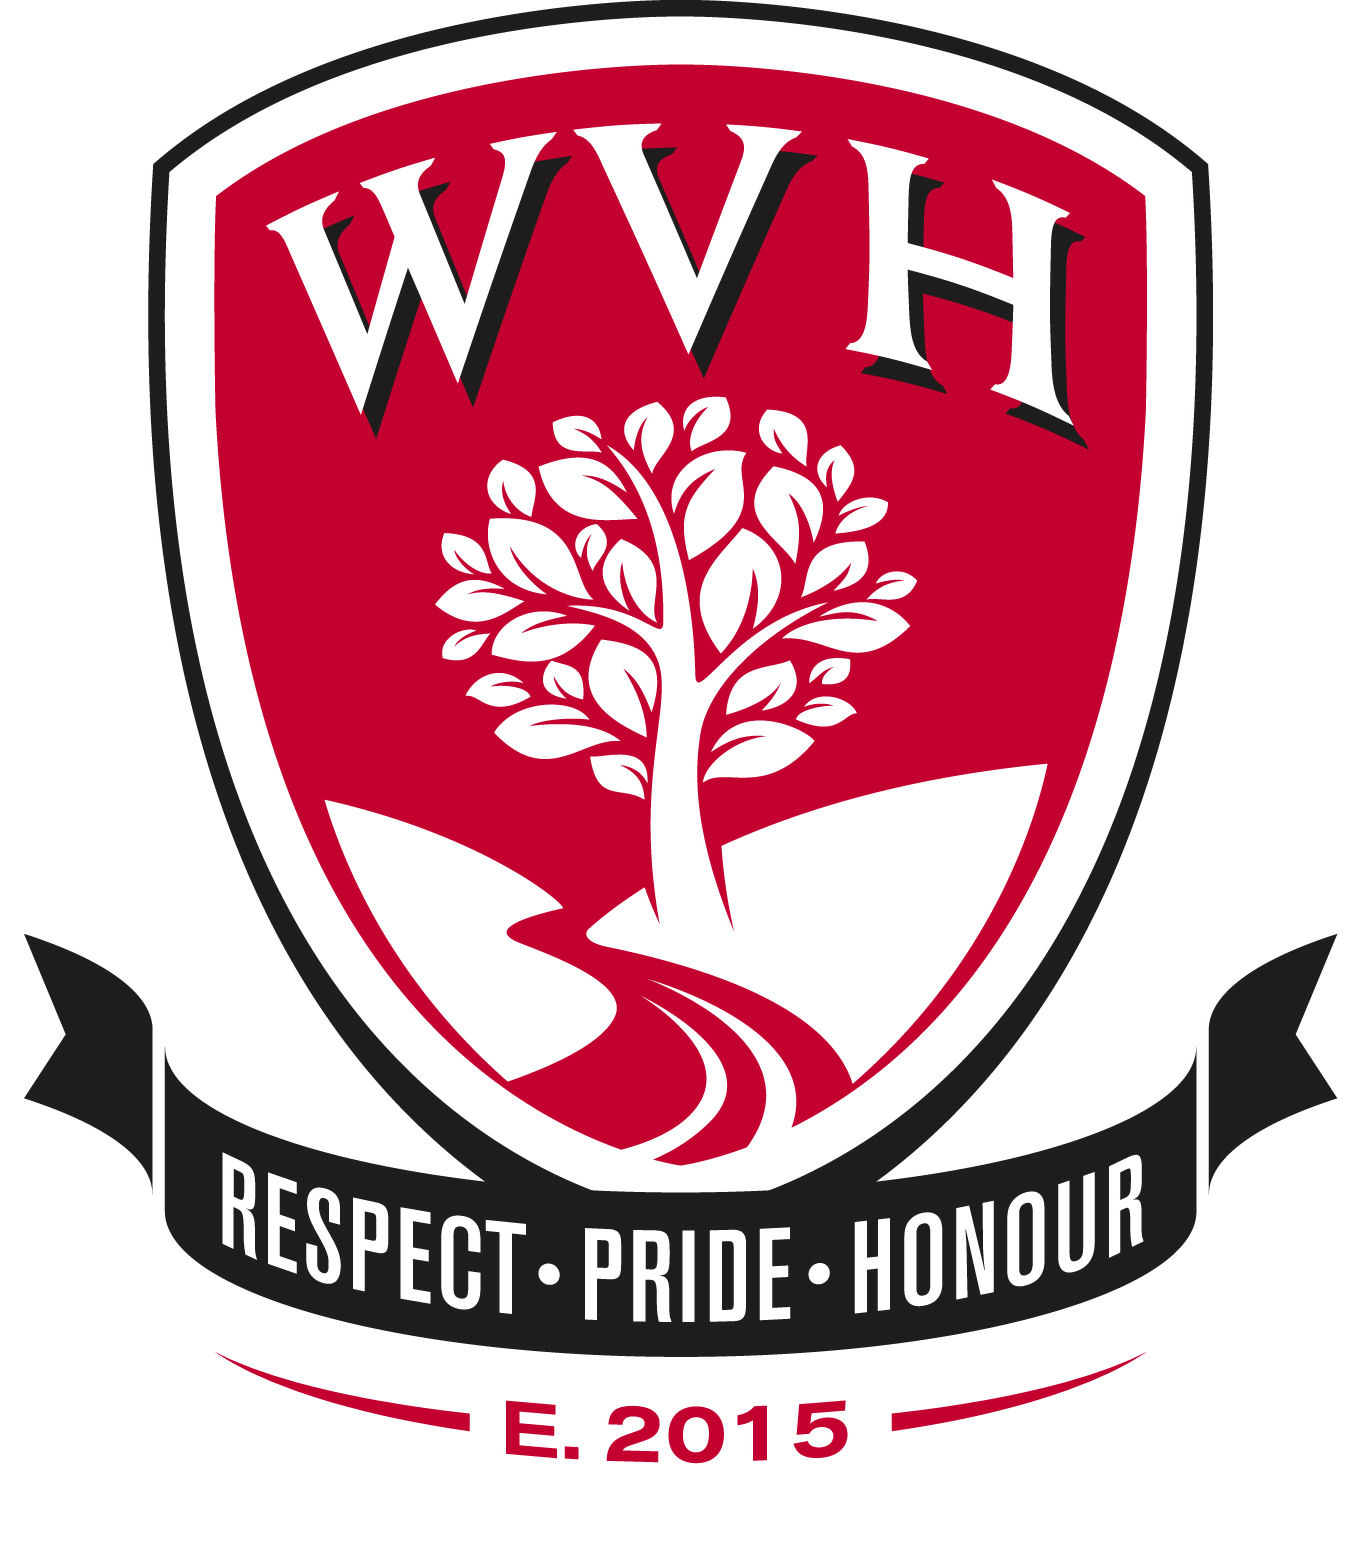 WVH
RESPECT • PRIDE • HONOUR
E. 2015